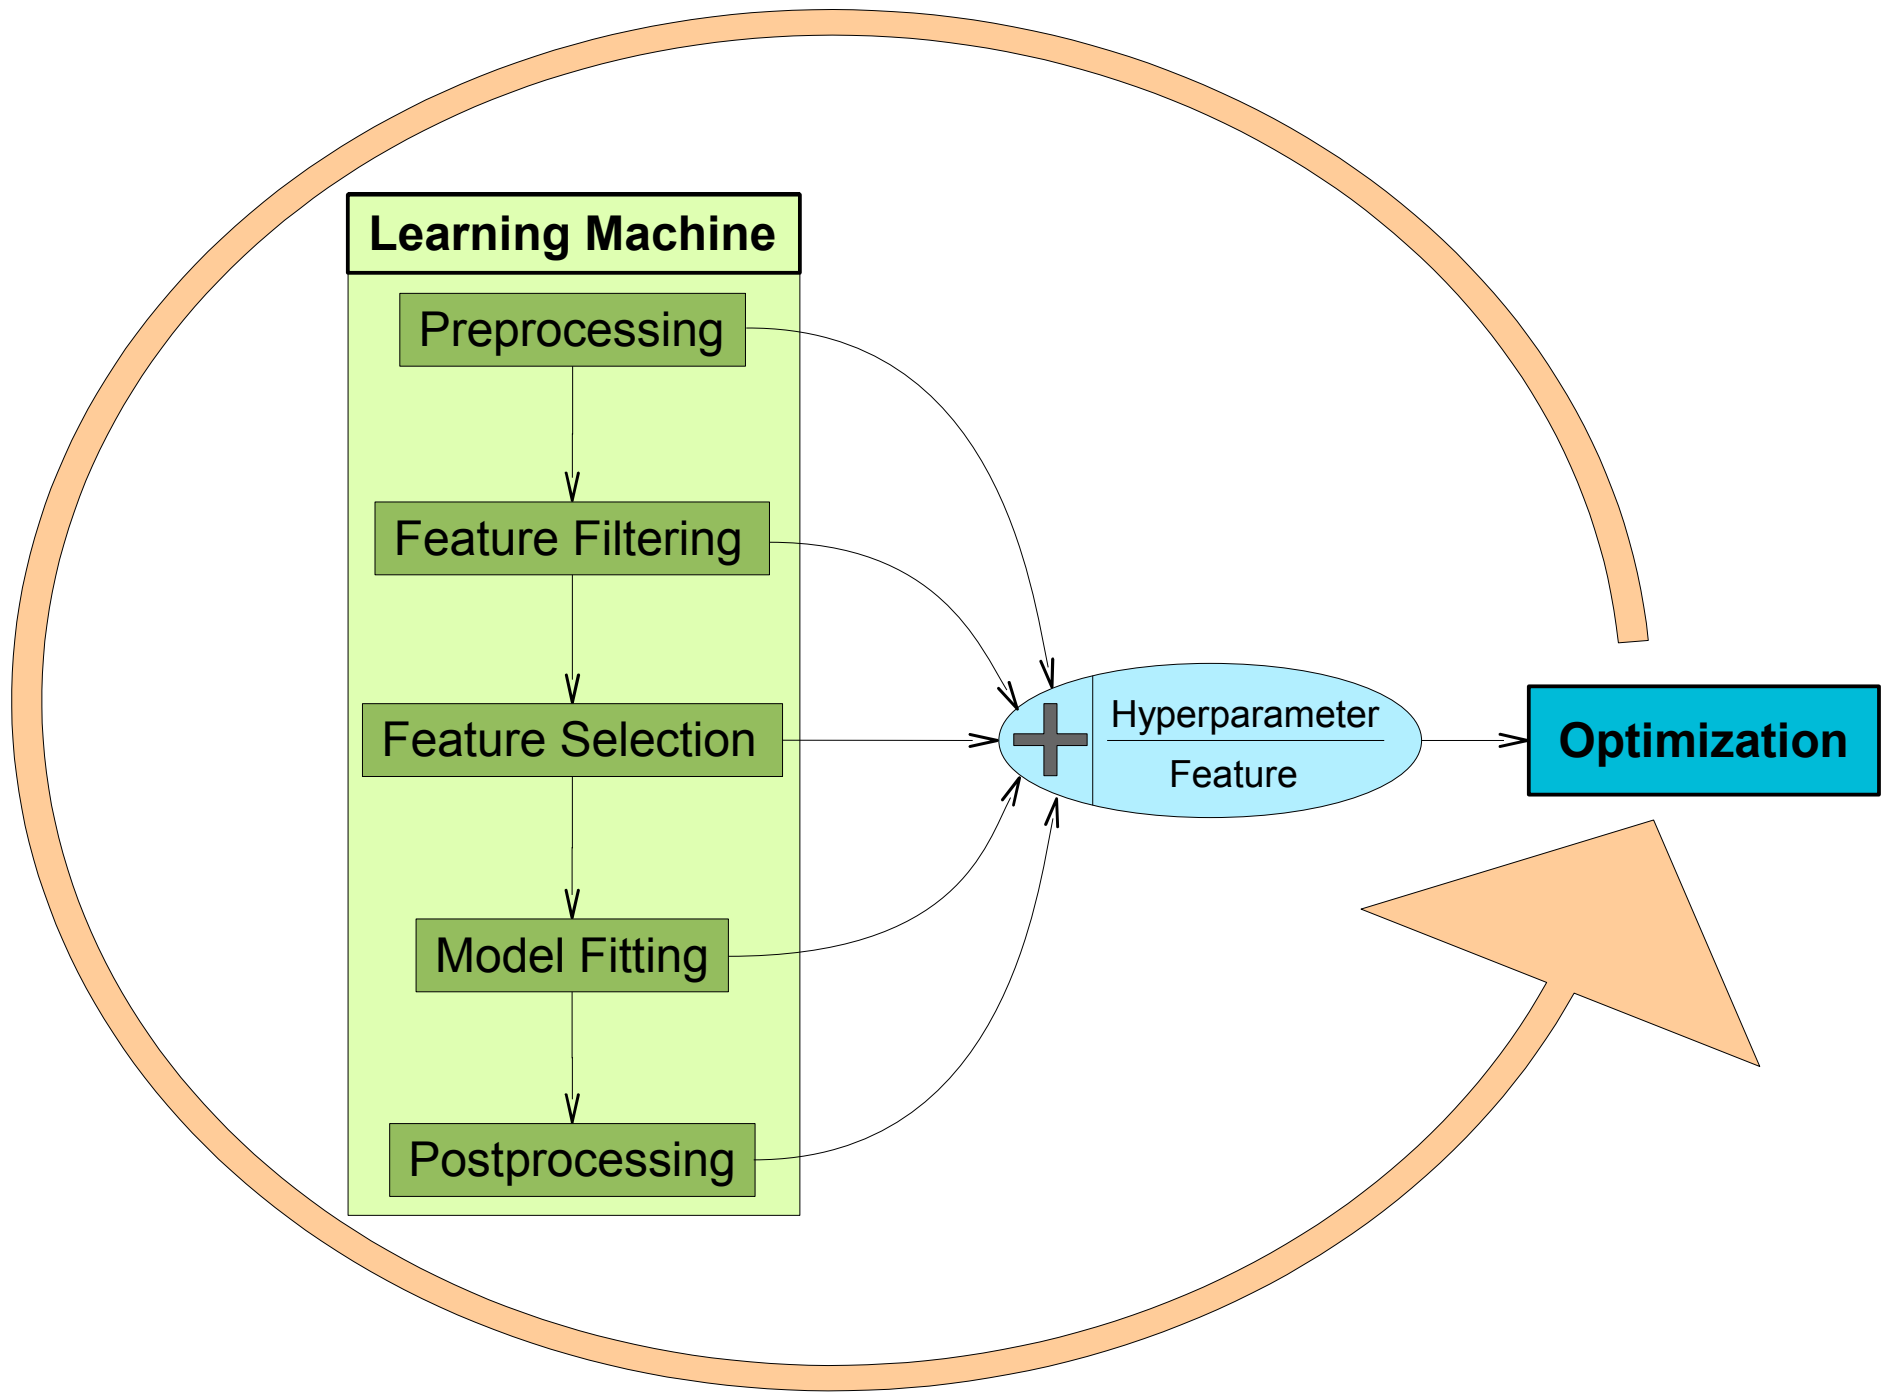 Learning Machine
Preprocessing
Feature Filtering
Feature Selection
Model Fitting
Postprocessing
Hyperparameter
Feature
Optimization